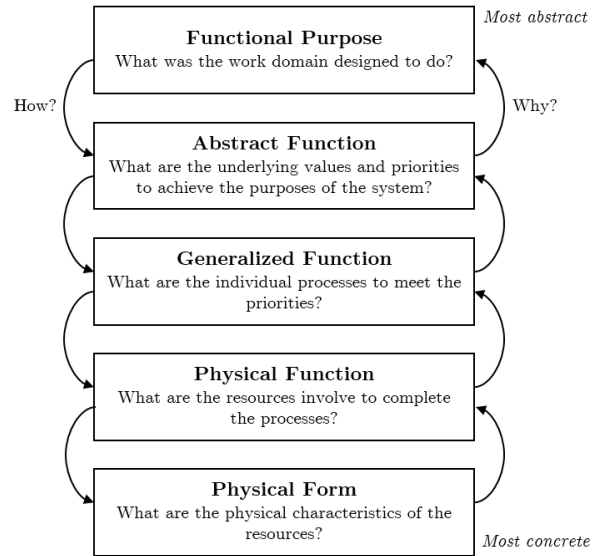 Most abstract
Functional Purpose
What was the work domain designed to do?
How?
Why?
Abstract Function
What are the underlying values and priorities
to achieve the purposes of the system?
Generalized Function
What are the individual processes to meet the
priorities?
Physical Function
What are the resources involve to complete
the processes?
Physical Form
What are the physical characteristics of the
resources?
Most concrete